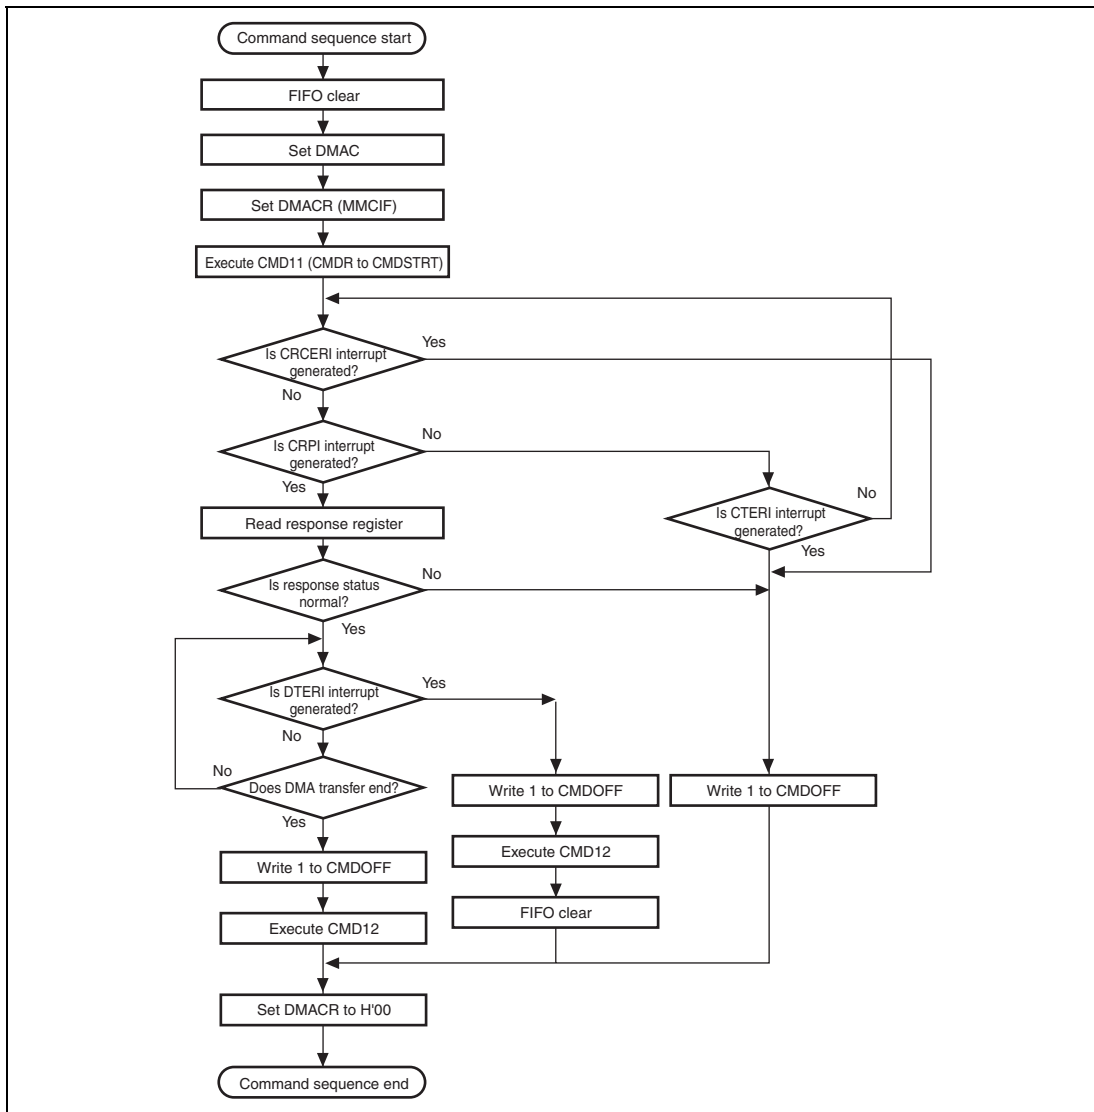 Command sequence start
FIFO clear
Set DMAC
Set DMACR (MMCIF)
Execute CMD11 (CMDR to CMDSTRT)
Is CRCERI interrupt
generated?
Yes
No
Is CRPI interrupt
generated?
No
Yes
Is CTERI interrupt
generated?
No
Yes
Read response register
Is response status
normal?
No
Yes
Is DTERI interrupt
generated?
Yes
No
Does DMA transfer end?
No
Yes
Write 1 to CMDOFF
Execute CMD12
Write 1 to CMDOFF
Execute CMD12
FIFO clear
Write 1 to CMDOFF
Set DMACR to H'00
Command sequence end